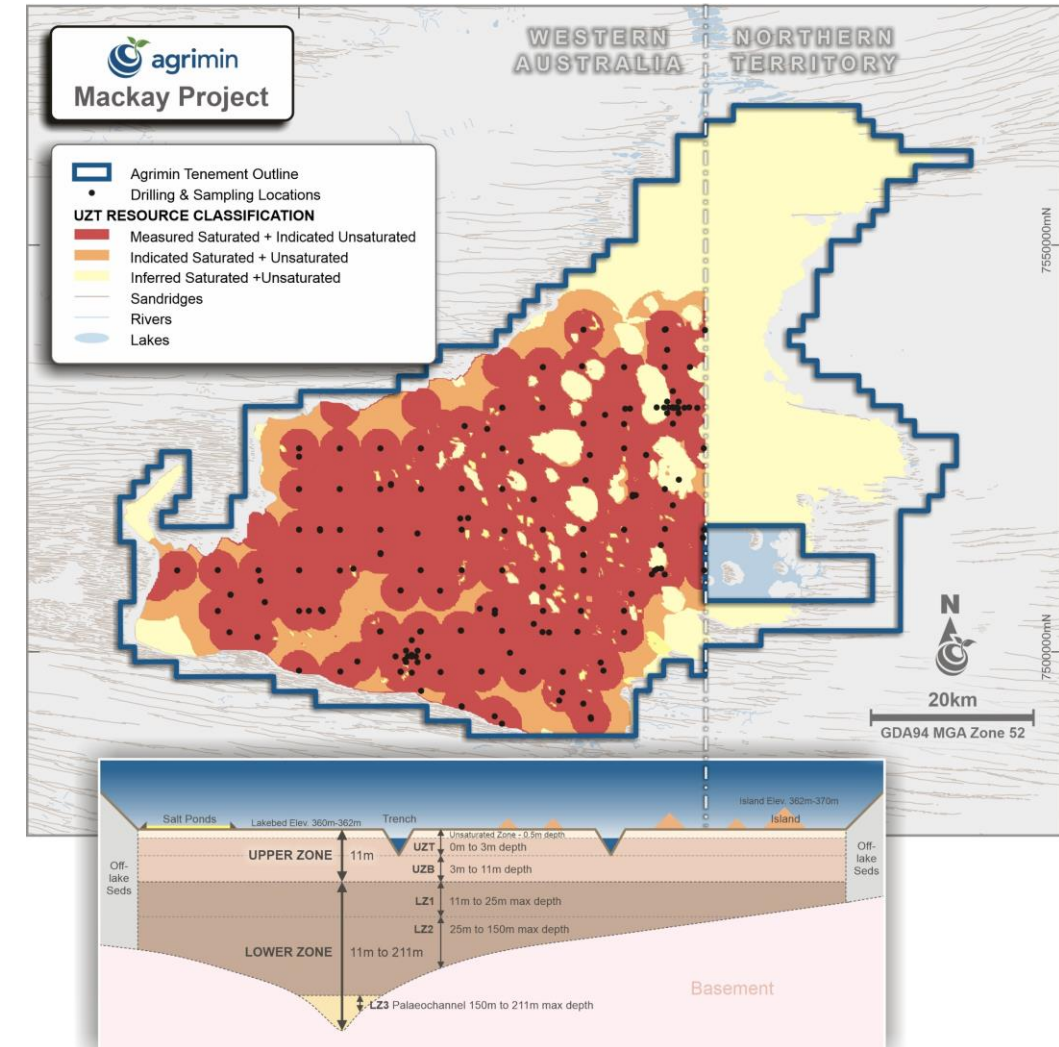 agrimin
Mackay Project
WESTERN
AUSTRALIA
NORTHERN
TERRITORY
Agrimin Tenement Outline
Drilling & Sampling Locations
UZT RESOURCE CLASSIFICATION
Measured Saturated + Indicated Unsaturated
Indicated Saturated + Unsaturated
Inferred Saturated +Unsaturated
Sandridges
Rivers
Lakes
7550000mN
7500000mN
N
20km
GDA94 MGA Zone 52
Salt Ponds
Lakebed Elev. 360m-362m
Trench
Island Elev. 362m-370m
Island
Unsaturated Zone - 0.5m depth
Off-
lake
Seds
UPPER ZONE 11m
UZT 0m to 3m depth
UZB 3m to 11m depth
LZ1 11m to 25m max depth
LZ2 25m to 150m max depth
LOWER ZONE 11m to 211m
LZ3 Palaeochannel 150m to 211m max depth
Basement
Off-
lake
Seds